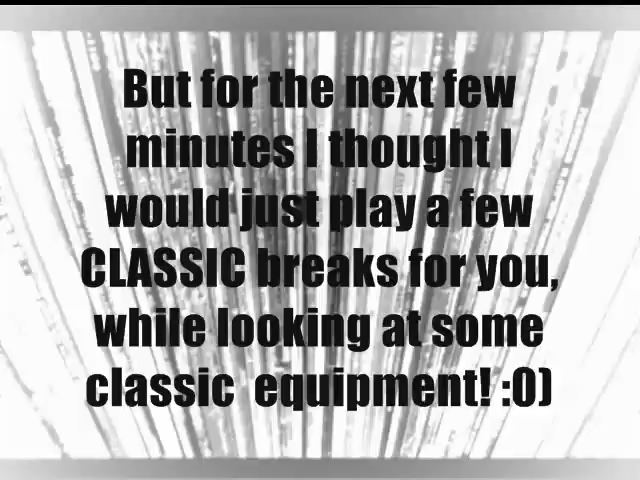 But for the next few
minutes I thought I
would just play a few
CLASSIC breaks for you,
while looking at some
classic equipment! :0)